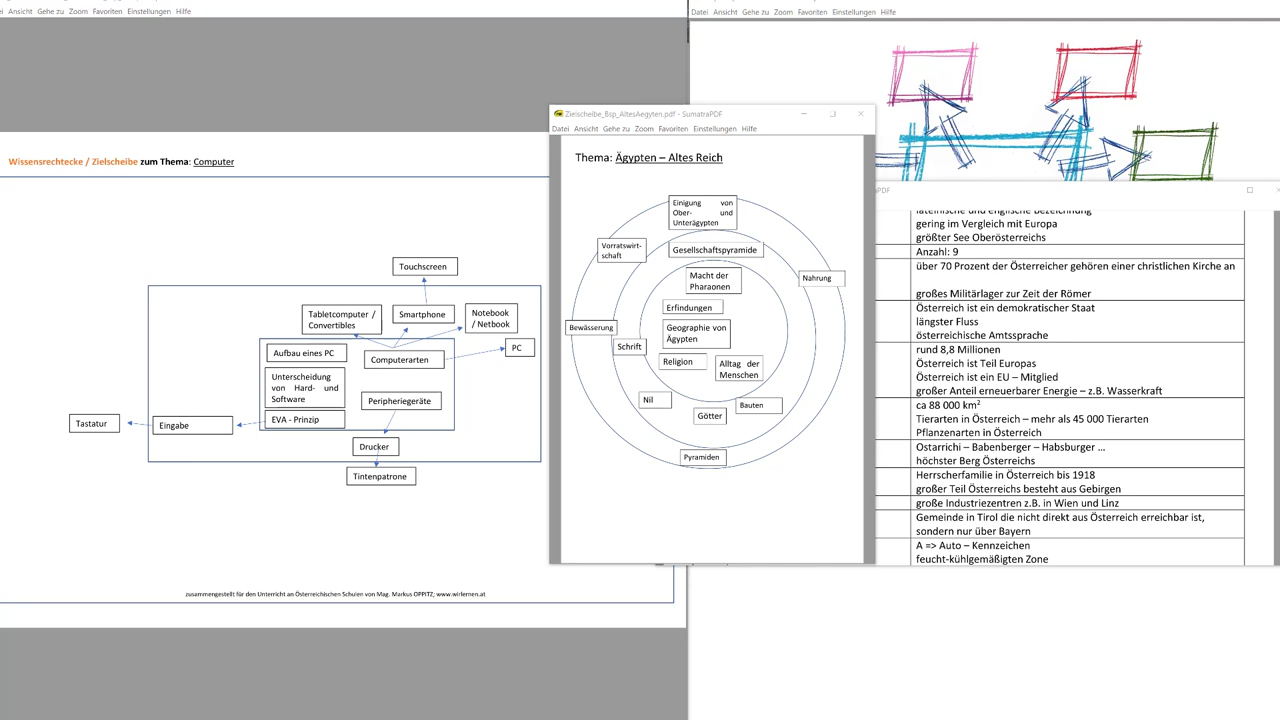 Ansicht Gehe zu Zoom Favoriten Einstellungen Hilfe
Wissensrechtecke / Zielscheibe zum Thema: Computer
Touchscreen
Tabletcomputer /
Convertibles
Smartphone
Notebook
/ Netbook
PC
Aufbau eines PC
Computerarten
Unterscheidung
von Hard- und
Software
Peripheriegeräte
EVA - Prinzip
Tastatur
Eingabe
Drucker
Tintenpatrone
zusammengestellt für den Unterricht an Österreichischen Schulen von Mag. Markus OPPITZ; www.wirlernen.at
Zielscheibe_Bsp_AltesAegypten.pdf - SumatraPDF
Datei Ansicht Gehe zu Zoom Favoriten Einstellungen Hilfe
Thema: Ägypten – Altes Reich
Einigung von
Ober- und
Unterägypten
Vorratswirt-
schaft
Gesellschaftspyramide
Macht der
Pharaonen
Nahrung
Erfindungen
Bewässerung
Geographie von
Ägypten
Schrift
Religion
Alltag der
Menschen
Nil
Bauten
Götter
Pyramiden
Datei Ansicht Gehe zu Zoom Favoriten Einstellungen Hilfe
aPDF
lateinische und englische Bezeichnung
gering im Vergleich mit Europa
größter See Oberösterreichs
Anzahl: 9
über 70 Prozent der Österreicher gehören einer christlichen Kirche an
großes Militärlager zur Zeit der Römer
Österreich ist ein demokratischer Staat
längster Fluss
österreichische Amtssprache
rund 8,8 Millionen
Österreich ist Teil Europas
Österreich ist ein EU – Mitglied
großer Anteil erneuerbarer Energie – z.B. Wasserkraft
ca 88 000 km²
Tierarten in Österreich – mehr als 45 000 Tierarten
Pflanzenarten in Österreich
Ostarrichi – Babenberger – Habsburger ...
höchster Berg Österreichs
Herrscherfamilie in Österreich bis 1918
großer Teil Österreichs besteht aus Gebirgen
große Industriezentren z.B. in Wien und Linz
Gemeinde in Tirol die nicht direkt aus Österreich erreichbar ist,
sondern nur über Bayern
A => Auto – Kennzeichen
feucht-kühlgemäßigten Zone